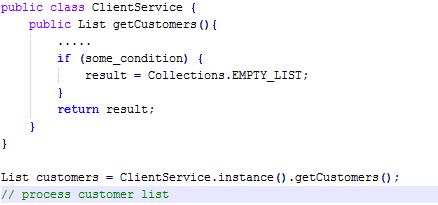 public class ClientService {
    public List getCustomers(){
        .....
        if (some_condition) {
            result = Collections.EMPTY_LIST;
        }
        return result;
    }
}

List customers = ClientService.instance().getCustomers();
// process customer list